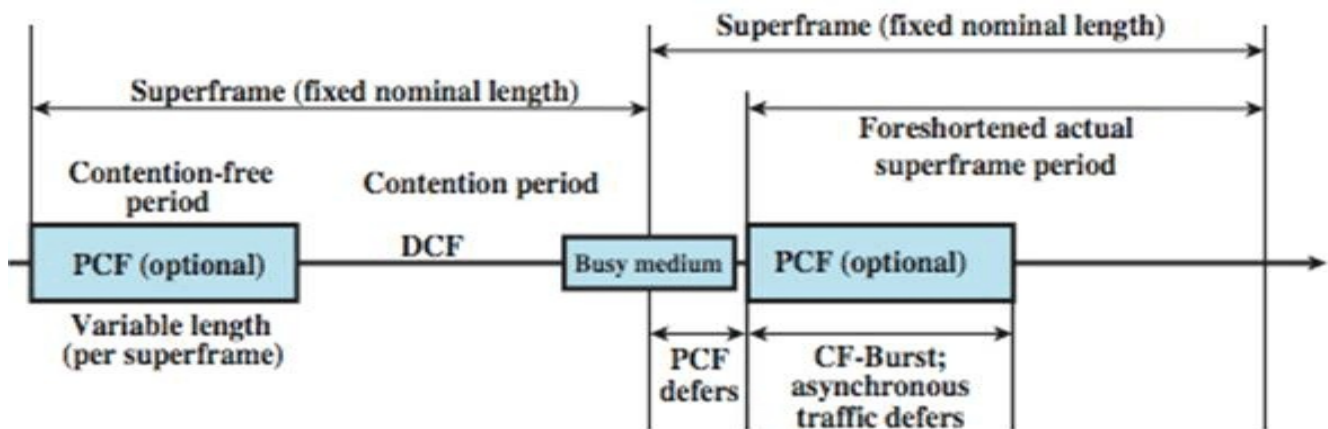 Superframe (fixed nominal length)
Superframe (fixed nominal length)
Foreshortened actual
superframe period
Contention-free
period
Contention period
PCF (optional)
DCF
Busy medium
PCF (optional)
Variable length
(per superframe)
PCF
defers
CF-Burst;
asynchronous
traffic defers